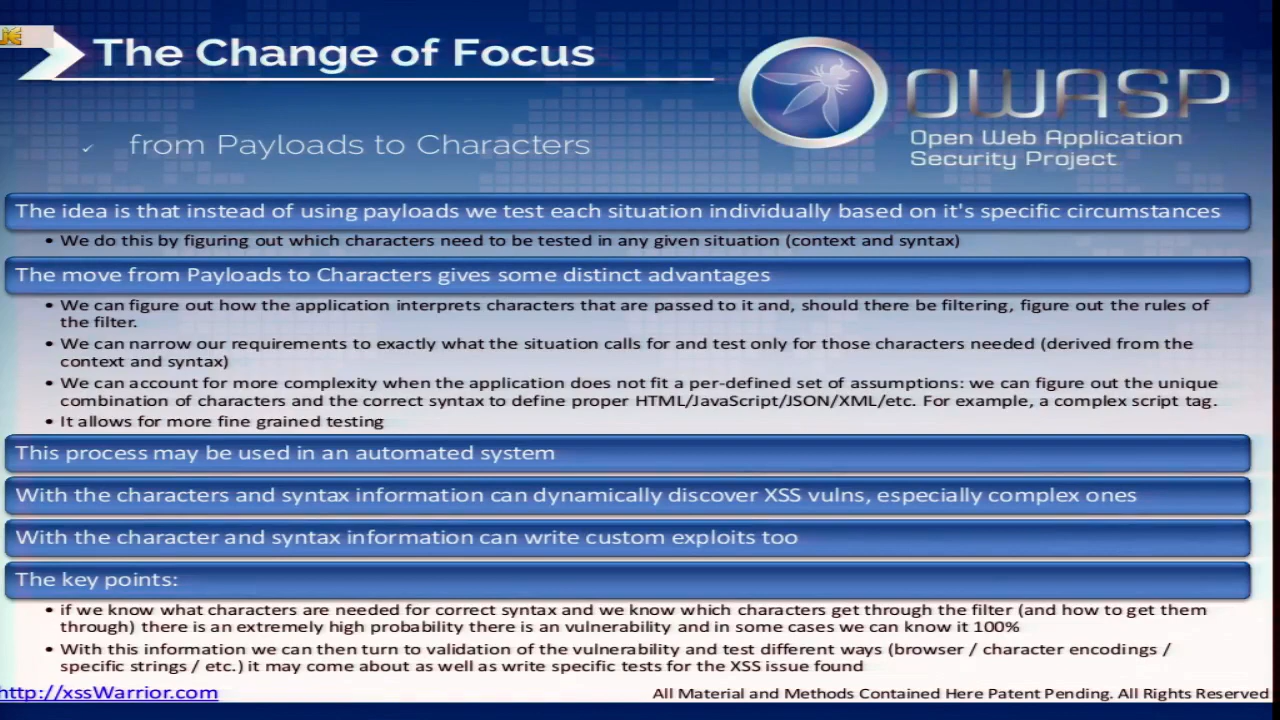 The Change of Focus
✓ from Payloads to Characters
OWASP
Open Web Application
Security Project
The idea is that instead of using payloads we test each situation individually based on it's specific circumstances
• We do this by figuring out which characters need to be tested in any given situation (context and syntax)
The move from Payloads to Characters gives some distinct advantages
• We can figure out how the application interprets characters that are passed to it and, should there be filtering, figure out the rules of
the filter.
• We can narrow our requirements to exactly what the situation calls for and test only for those characters needed (derived from the
context and syntax)
• We can account for more complexity when the application does not fit a per-defined set of assumptions: we can figure out the unique
combination of characters and the correct syntax to define proper HTML/JavaScript/JSON/XML/etc. For example, a complex script tag.
• It allows for more fine grained testing
This process may be used in an automated system
With the characters and syntax information can dynamically discover XSS vulns, especially complex ones
With the character and syntax information can write custom exploits too
The key points:
• if we know what characters are needed for correct syntax and we know which characters get through the filter (and how to get them
through) there is an extremely high probability there is an vulnerability and in some cases we can know it 100%
• With this information we can then turn to validation of the vulnerability and test different ways (browser / character encodings /
specific strings / etc.) it may come about as well as write specific tests for the XSS issue found
http://xssWarrior.com
All Material and Methods Contained Here Patent Pending. All Rights Reserved